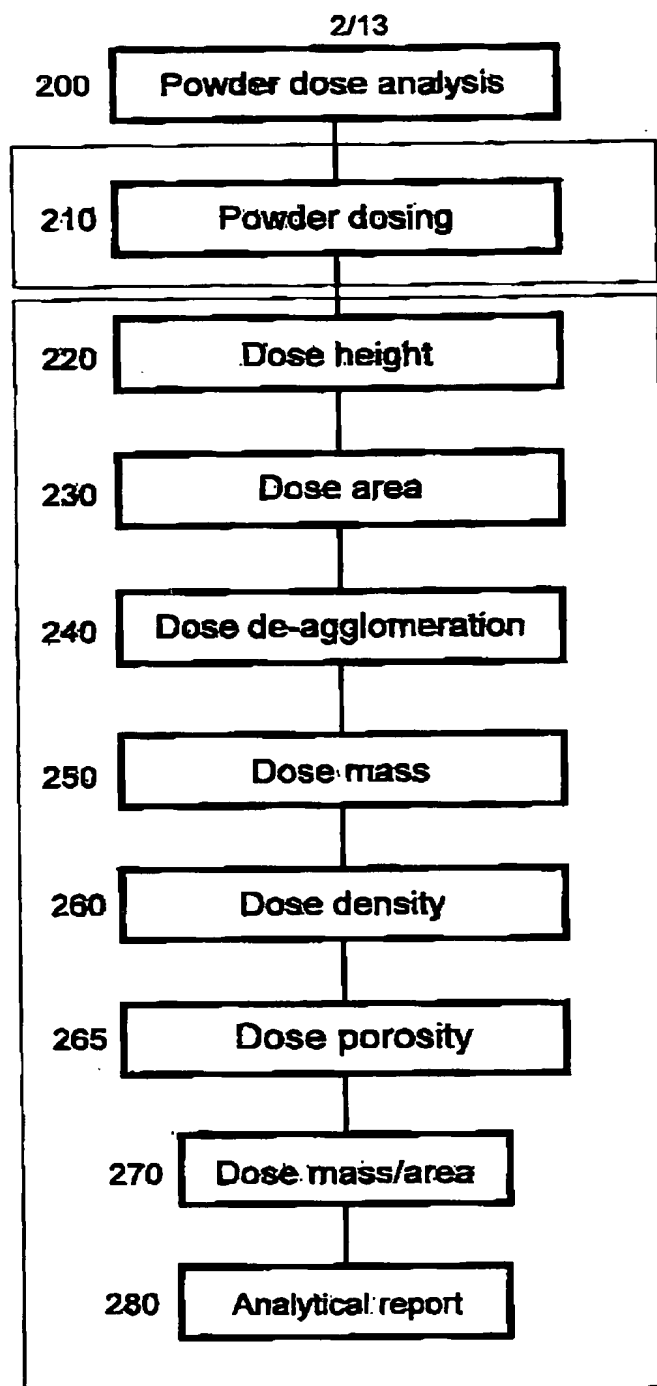 2/13
200 Powder dose analysis
210 Powder dosing
220 Dose height
230 Dose area
240 Dose de-agglomeration
250 Dose mass
260 Dose density
265 Dose porosity
270 Dose mass/area
280 Analytical report